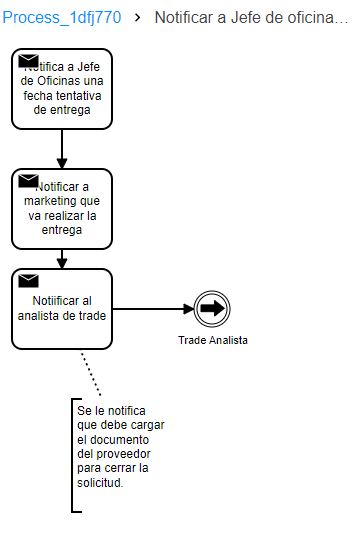 Process_1dfj770 > Notificar a Jefe de oficina...
Notifica a Jefe
de Oficinas una
fecha tentativa
de entrega
Notificar a
marketing que
va realizar la
entrega
Notiificar al
analista de trade
Trade Analista
Se le notifica
que debe cargar
el documento
del proveedor
para cerrar la
solicitud.